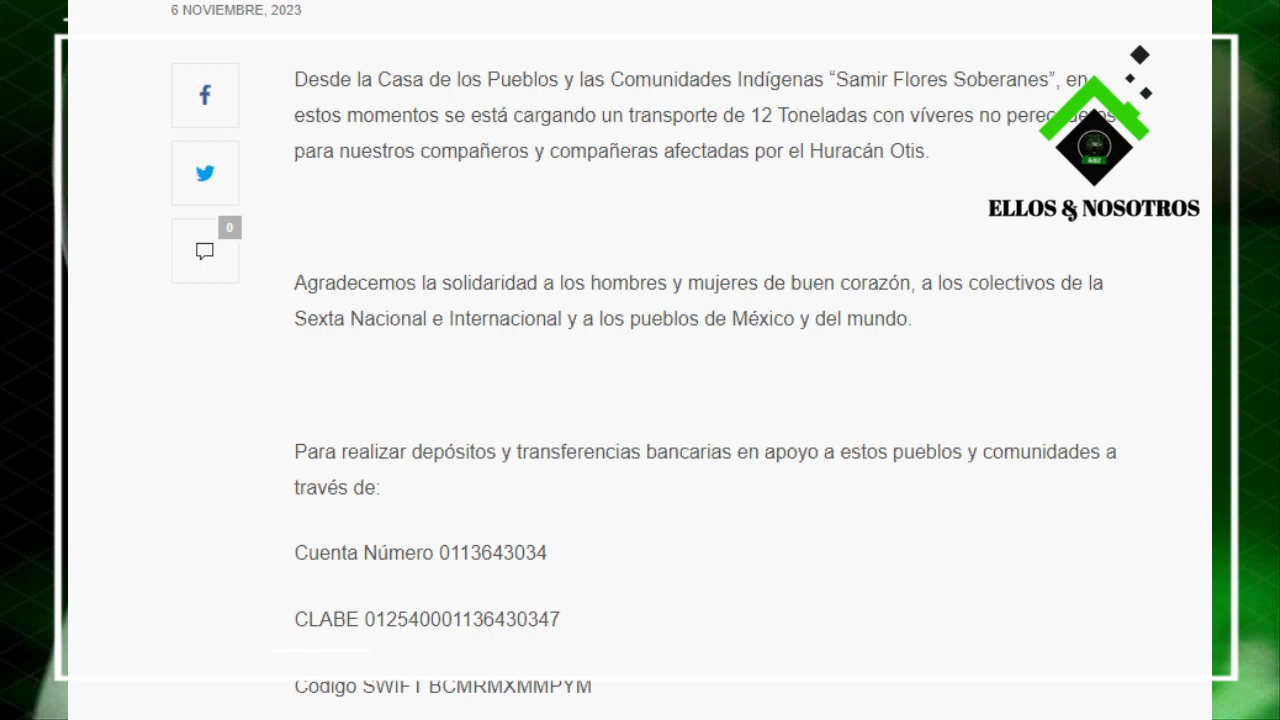 6 NOVIEMBRE, 2023
Desde la Casa de los Pueblos y las Comunidades Indígenas “Samir Flores Soberanes”, en
estos momentos se está cargando un transporte de 12 Toneladas con víveres no perecederos
para nuestros compañeros y compañeras afectadas por el Huracán Otis.
ELLOS & NOSOTROS
0
Agradecemos la solidaridad a los hombres y mujeres de buen corazón, a los colectivos de la
Sexta Nacional e Internacional y a los pueblos de México y del mundo.
Para realizar depósitos y transferencias bancarias en apoyo a estos pueblos y comunidades a
través de:
Cuenta Número 0113643034
CLABE 012540001136430347
Código SWIFT BCMRMXMMPYM